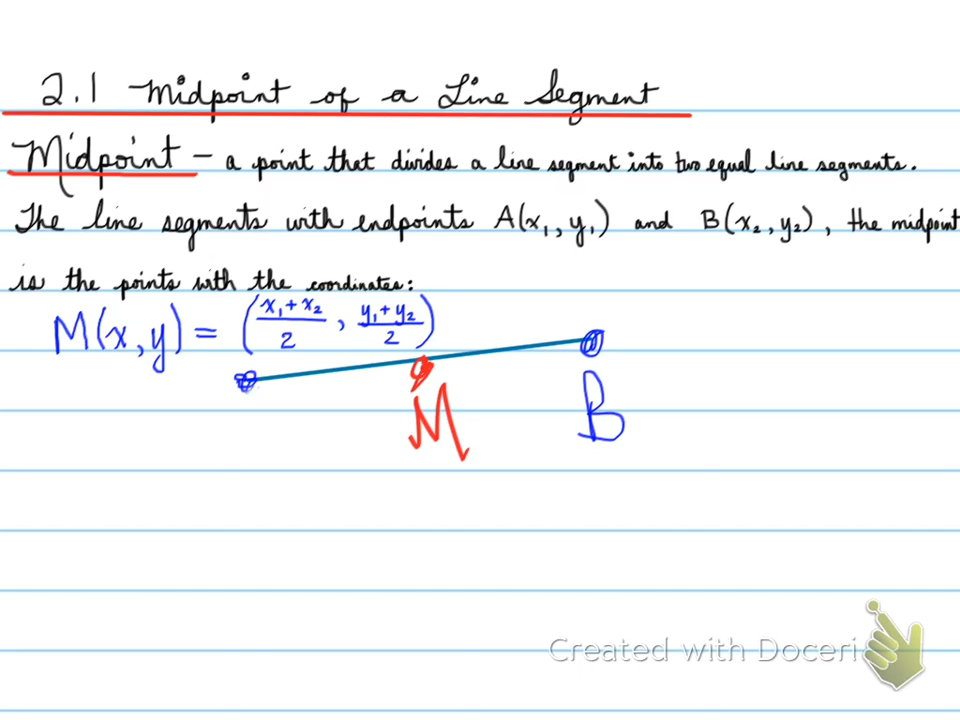 2.1 Midpoint of a Line Segment
Midpoint - a point that divides a line segment into two equal line segments.
The line segments with endpoints A(x₁, y₁) and B(x₂, y₂), the midpoint
is the points with the coordinates:
M(x, y) = ((x₁ + x₂)/2, (y₁ + y₂)/2)
M
B
Created with Doceri